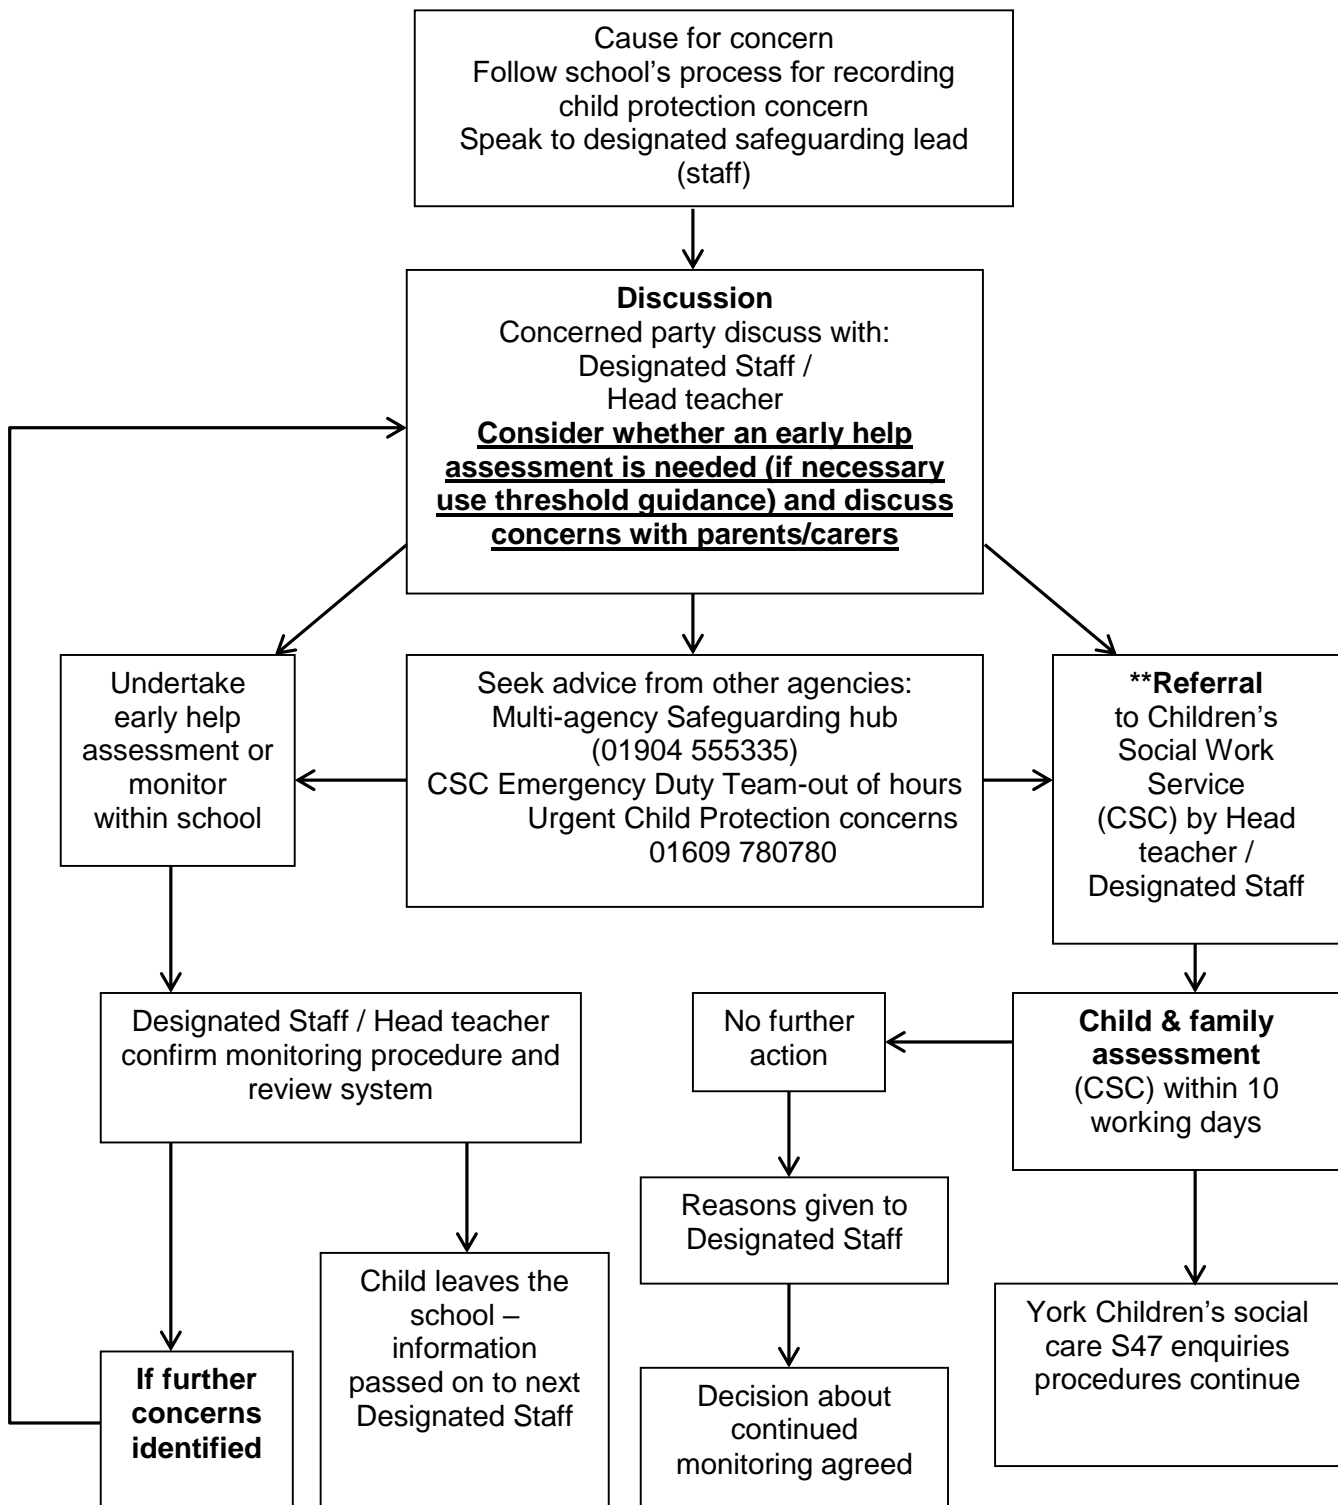 Cause for concern
Follow school’s process for recording
child protection concern
Speak to designated safeguarding lead
(staff)
Discussion
Concerned party discuss with:
Designated Staff /
Head teacher
Consider whether an early help
assessment is needed (if necessary
use threshold guidance) and discuss
concerns with parents/carers
Undertake
early help
assessment or
monitor
within school
Seek advice from other agencies:
Multi-agency Safeguarding hub
(01904 555335)
CSC Emergency Duty Team-out of hours
Urgent Child Protection concerns
01609 780780
**Referral
to Children’s
Social Work
Service
(CSC) by Head
teacher /
Designated Staff
Designated Staff / Head teacher
confirm monitoring procedure and
review system
No further
action
Child & family
assessment
(CSC) within 10
working days
Reasons given to
Designated Staff
Child leaves the
school –
information
passed on to next
Designated Staff
York Children’s social
care S47 enquiries
procedures continue
If further
concerns
identified
Decision about
continued
monitoring agreed